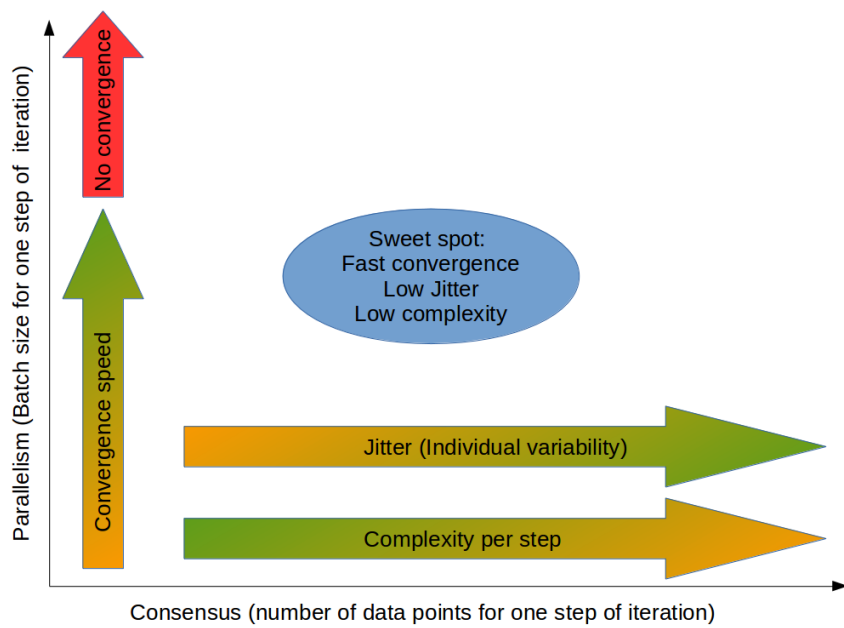 No convergence
Parallelism (Batch size for one step of  iteration)
Sweet spot:
Fast convergence
Low Jitter
Low complexity
Convergence speed
Jitter (Individual variability)
Complexity per step
Consensus (number of data points for one step of iteration)